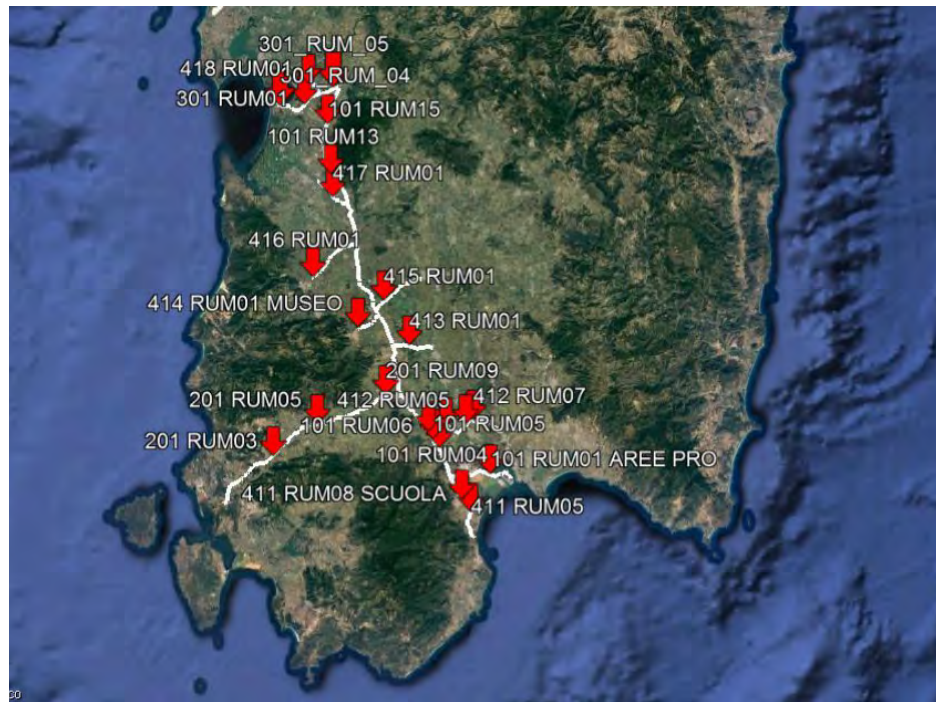 301_RUM_05
418 RUM01
301_RUM_04
301 RUM01
101 RUM15
101 RUM13
417 RUM01
416 RUM01
415 RUM01
414 RUM01 MUSEO
413 RUM01
201 RUM09
201 RUM05
412 RUM05
412 RUM07
101 RUM06
101 RUM05
201 RUM03
101 RUM04
101 RUM01 AREE PRO
411 RUM08 SCUOLA
411 RUM05